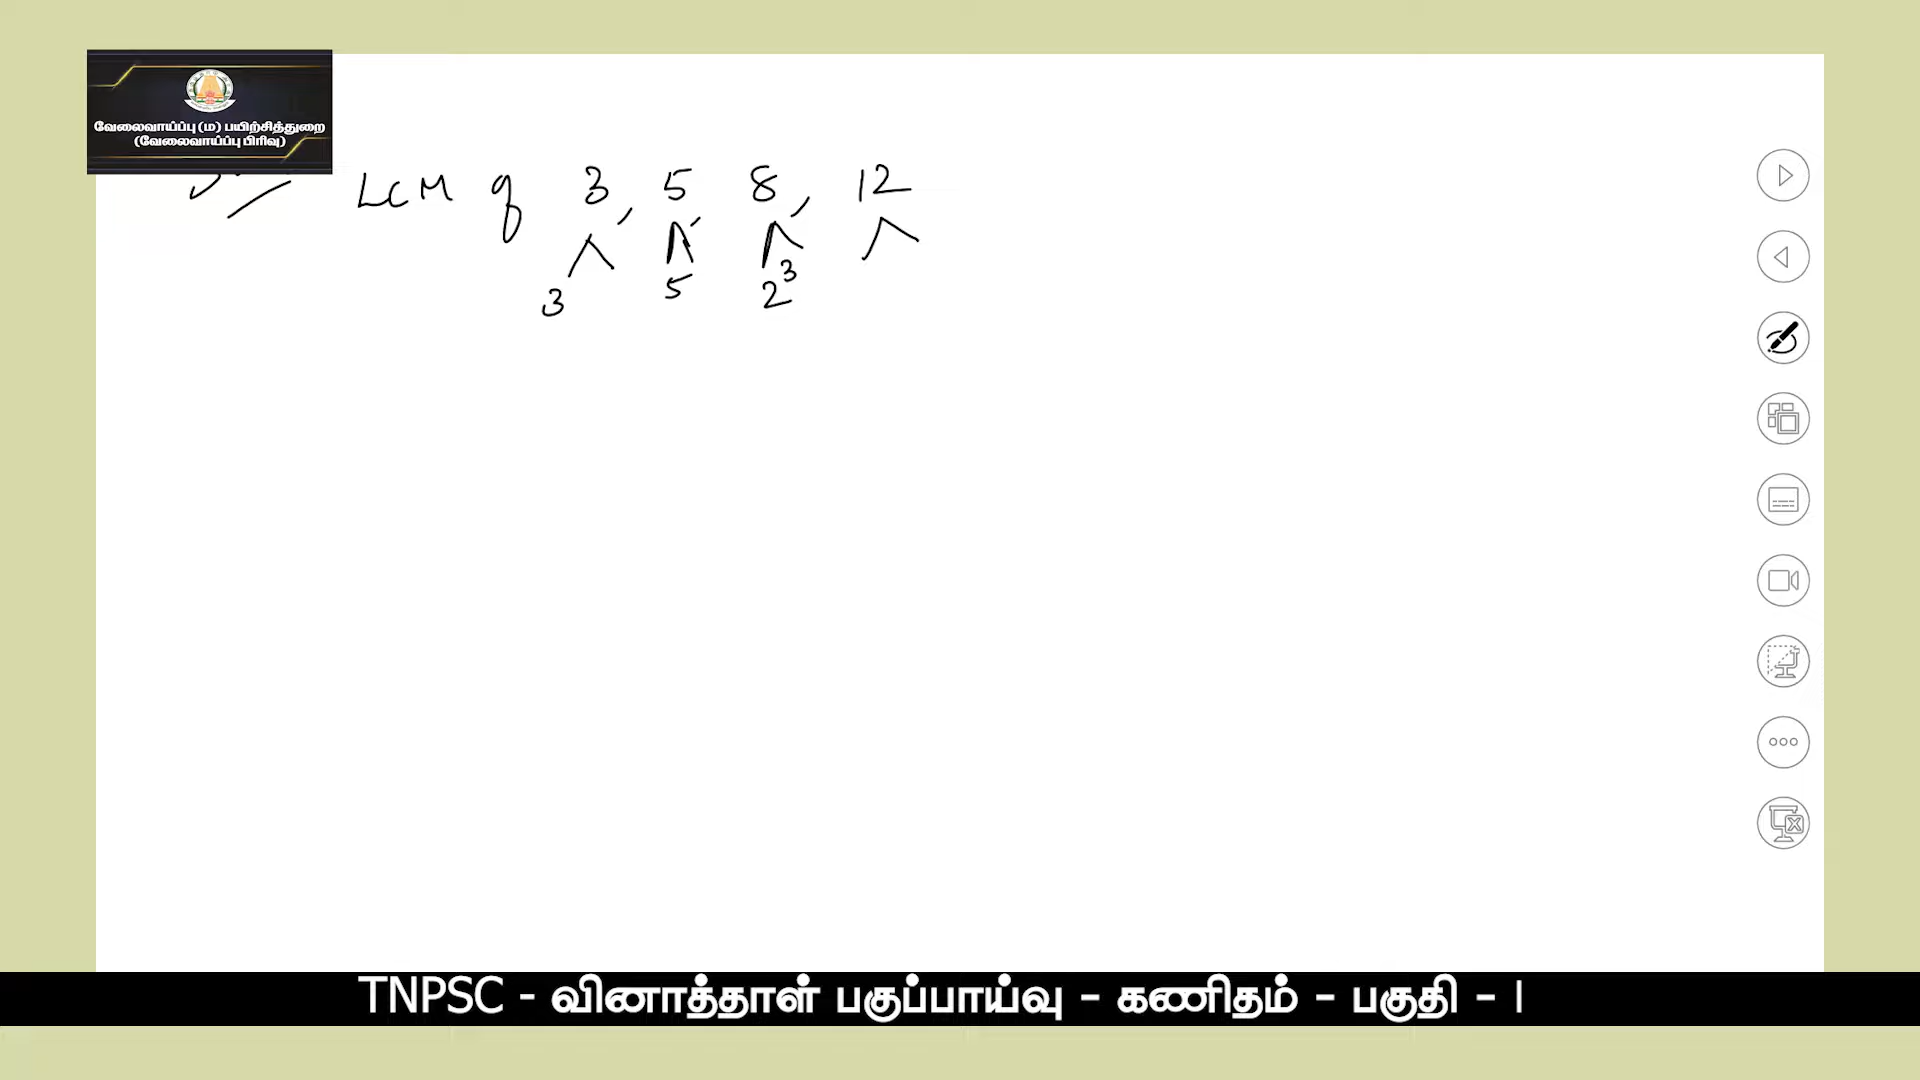 வேலைவாய்ப்பு (ம) பயிற்சித்துறை
(வேலைவாய்ப்பு பிரிவு)
LCM of 3, 5, 8, 12
3 5 2³
TNPSC - வினாத்தாள் பகுப்பாய்வு - கணிதம் - பகுதி - I